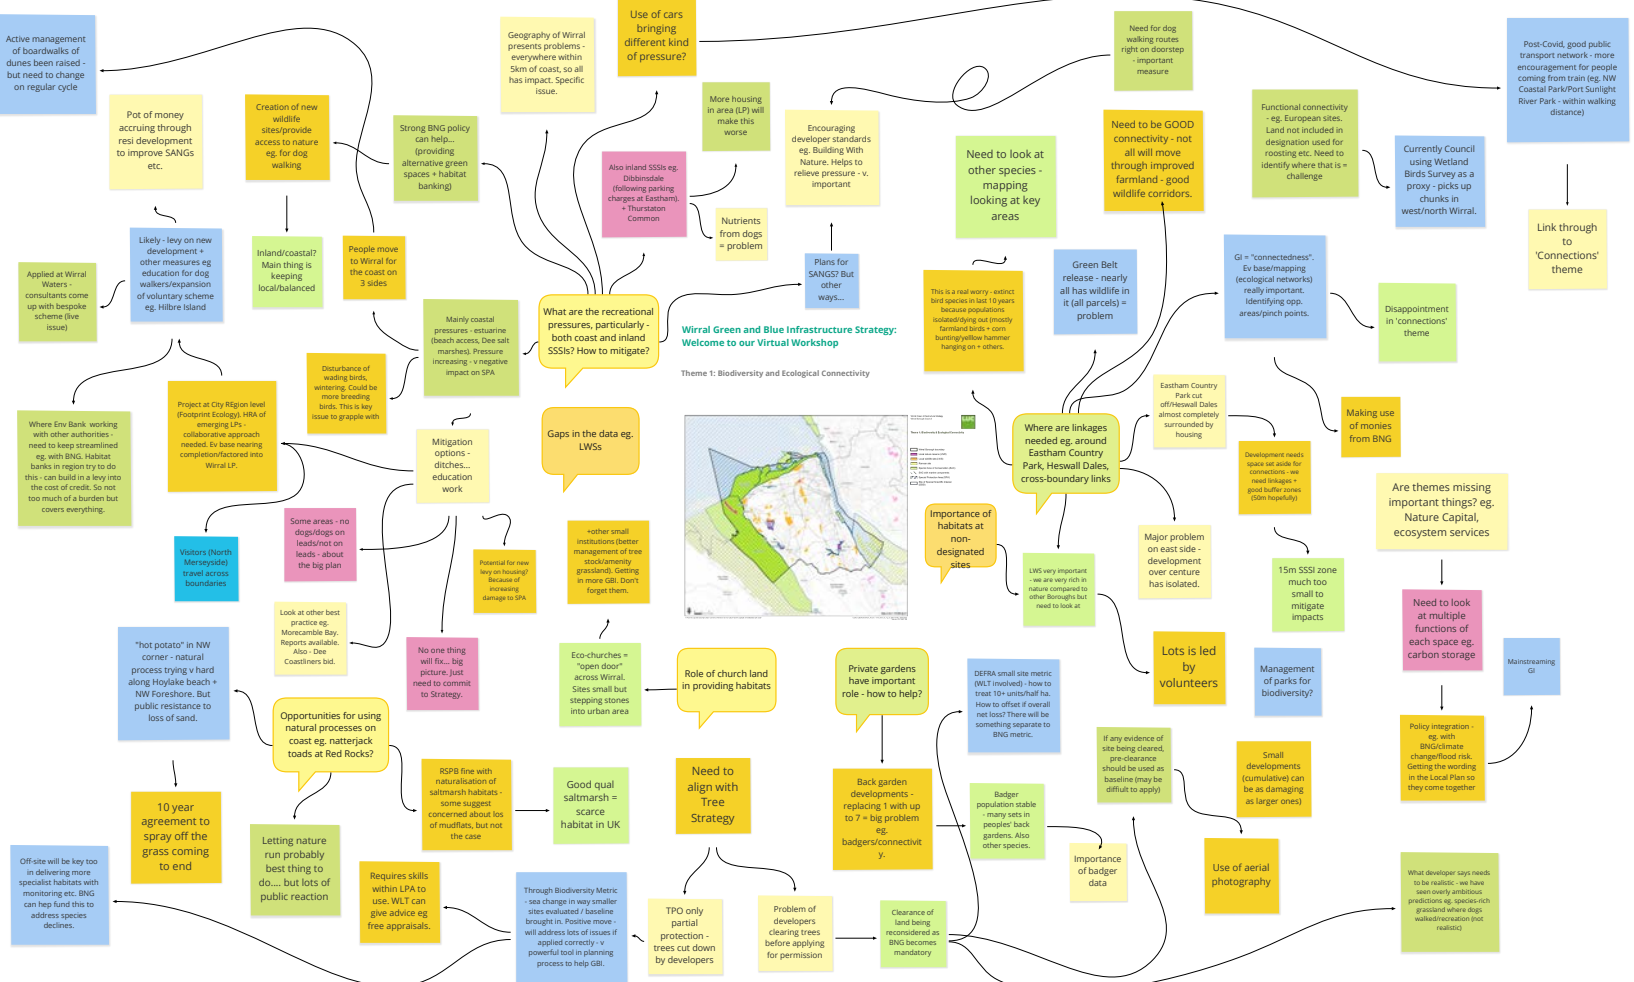 Active management
of boardwalks of
dunes been raised -
but need to change
on regular cycle
Pot of money
accruing through
resi development
to improve SANGs
etc.
Creation of new
wildlife
sites/provide
access to nature
eg. for dog
walking
Strong BNG policy
can help...
(providing
alternative green
spaces + habitat
banking)
Geography of Wirral
presents problems -
everywhere within
5km of coast, so all
has impact. Specific
issue.
Use of cars
bringing
different kind
of pressure?
More housing
in area (LP) will
make this
worse
Also inland SSSIs eg.
Dibbinsdale
(following parking
charges at Eastham).
+ Thurstaton
Common
Nutrients
from dogs
= problem
Encouraging
developer standards
eg. Building With
Nature. Helps to
relieve pressure - v.
important
Need for dog
walking routes
right on doorstep
- important
measure
Need to look at
other species -
mapping
looking at key
areas
Need to be GOOD
connectivity - not
all will move
through improved
farmland - good
wildlife corridors.
Functional connectivity
- eg. European sites.
Land not included in
designation used for
roosting etc. Need to
identify where that is =
challenge
Currently Council
using Wetland
Birds Survey as a
proxy - picks up
chunks in
west/north Wirral.
Post-Covid, good public
transport network - more
encouragement for people
coming from train (eg. NW
Coastal Park/Port Sunlight
River Park - within walking
distance)
Link through
to
'Connections'
theme
Applied at Wirral
Waters -
consultants come
up with bespoke
scheme (live
issue)
Likely - levy on new
development +
other measures eg
education for dog
walkers/expansion
of voluntary scheme
eg. Hilbre Island
Inland/coastal?
Main thing is
keeping
local/balanced
People move
to Wirral for
the coast on
3 sides
Mainly coastal
pressures - estuarine
(beach access, Dee salt
marshes). Pressure
increasing - v negative
impact on SPA
What are the recreational
pressures, particularly -
both coast and inland
SSSIs? How to mitigate?
Plans for
SANGS? But
other
ways...
Wirral Green and Blue Infrastructure Strategy:
Welcome to our Virtual Workshop
Theme 1: Biodiversity and Ecological Connectivity
This is a real worry - extinct
bird species in last 10 years
because populations
isolated/dying out (mostly
farmland birds + corn
bunting/yelllow hammer
hanging on + others.
Green Belt
release - nearly
all has wildlife in
it (all parcels) =
problem
GI = "connectedness".
Ev base/mapping
(ecological networks)
really important.
Identifying opp.
areas/pinch points.
Disappointment
in 'connections'
theme
Disturbance of
wading birds,
wintering. Could be
more breeding
birds. This is key
issue to grapple with
Where Env Bank working
with other authorities -
need to keep streamlined
eg. with BNG. Habitat
banks in region try to do
this - can build in a levy into
the cost of credit. So not
too much of a burden but
covers everything.
Project at City REgion level
(Footprint Ecology). HRA of
emerging LPs -
collaborative approach
needed. Ev base nearing
completion/factored into
Wirral LP.
Mitigation
options -
ditches...
education
work
Gaps in the data eg.
LWSs
Where are linkages
needed eg. around
Eastham Country
Park, Heswall Dales,
cross-boundary links
Eastham Country
Park cut
off/Heswall Dales
almost completely
surrounded by
housing
Making use
of monies
from BNG
Development needs
space set aside for
connections - we
need linkages +
good buffer zones
(50m hopefully)
Are themes missing
important things? eg.
Nature Capital,
ecosystem services
Visitors (North
Merseyside)
travel across
boundaries
Some areas - no
dogs/dogs on
leads/not on
leads - about
the big plan
Potential for new
levy on housing?
Because of
increasing
damage to SPA
+other small
institutions (better
management of tree
stock/amenity
grassland). Getting
in more GBI. Don't
forget them.
Importance of
habitats at
non-
designated
sites
LWS very important
- we are very rich in
nature compared to
other Boroughs but
need to look at
Major problem
on east side -
development
over centure
has isolated.
15m SSSI zone
much too
small to
mitigate
impacts
Need to look
at multiple
functions of
each space eg.
carbon storage
Look at other best
practice eg.
Morecambe Bay.
Reports available.
Also - Dee
Coastliners bid.
No one thing
will fix... big
picture. Just
need to commit
to Strategy.
"hot potato" in NW
corner - natural
process trying v hard
along Hoylake beach +
NW Foreshore. But
public resistance to
loss of sand.
Opportunities for using
natural processes on
coast eg. natterjack
toads at Red Rocks?
Eco-churches =
"open door"
across Wirral.
Sites small but
stepping stones
into urban area
Role of church land
in providing habitats
Private gardens
have important
role - how to help?
DEFRA small site metric
(WLT involved) - how to
treat 10+ units/half ha.
How to offset if overall
net loss? There will be
something separate to
BNG metric.
Lots is led
by
volunteers
Management
of parks for
biodiversity?
Mainstreaming
GI
Policy integration -
eg. with
BNG/climate
change/flood risk.
Getting the wording
in the Local Plan so
they come together
10 year
agreement to
spray off the
grass coming
to end
RSPB fine with
naturalisation of
saltmarsh habitats -
some suggest
concerned about los
of mudflats, but not
the case
Good qual
saltmarsh =
scarce
habitat in UK
Need to
align with
Tree
Strategy
Back garden
developments -
replacing 1 with up
to 7 = big problem
eg.
badgers/connectivit
y.
Badger
population stable
- many sets in
peoples' back
gardens. Also
other species.
Importance
of badger
data
If any evidence of
site being cleared,
pre-clearance
should be used as
baseline (may be
diffiult to apply)
Small
developments
(cumulative) can
be as damaging
as larger ones)
Use of aerial
photography
Off-site will be key too
in delivering more
specialist habitats with
monitoring etc. BNG
can hep fund this to
address species
declines.
Letting nature
run probably
best thing to
do.... but lots of
public reaction
Requires skills
within LPA to
use. WLT can
give advice eg
free appraisals.
Through Biodiversity Metric
- sea change in way smaller
sites evaluated / baseline
brought in. Positive move -
will address lots of issues if
applied correctly - v
powerful tool in planning
process to help GBI.
TPO only
partial
protection -
trees cut down
by developers
Problem of
developers
clearing trees
before applying
for permission
Clearance of
land being
reconsidered as
BNG becomes
mandatory
What developer says needs
to be realistic - we have
seen overly ambitious
predictions eg. species-rich
grassland where dogs
walked/recreation (not
realistic)